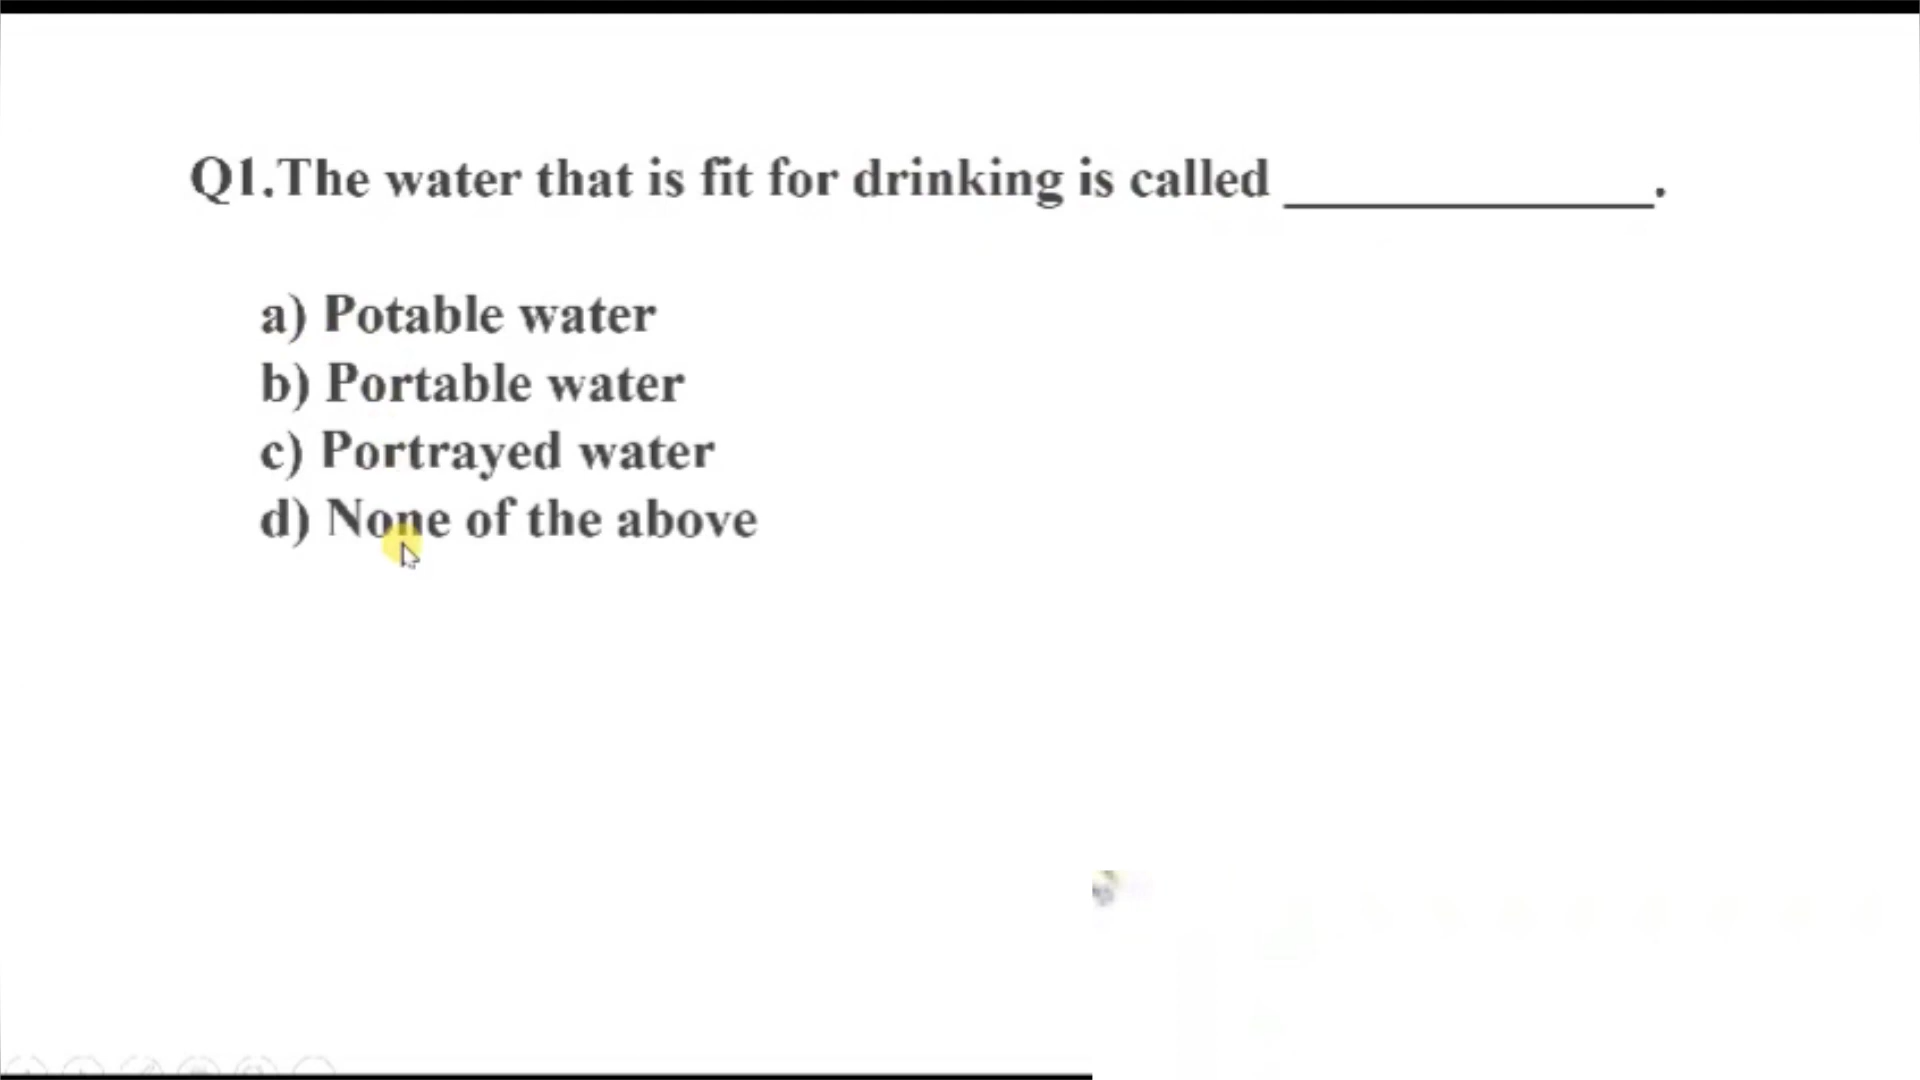 Q1.The water that is fit for drinking is called _____________.
a) Potable water
b) Portable water
c) Portrayed water
d) None of the above